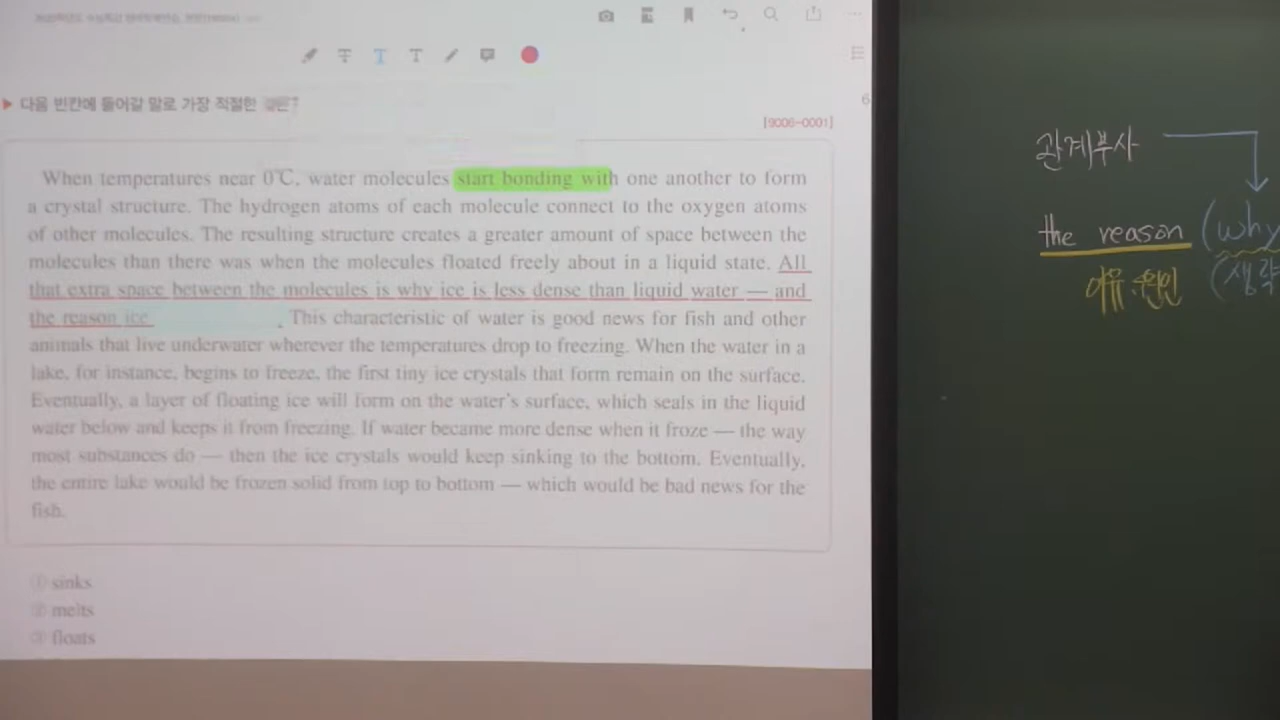 ▶ 다음 빈칸에 들어갈 말로 가장 적절한 것은?
[9006-0001]
When temperatures near 0℃, water molecules start bonding with one another to form
a crystal structure. The hydrogen atoms of each molecule connect to the oxygen atoms
of other molecules. The resulting structure creates a greater amount of space between the
molecules than there was when the molecules floated freely about in a liquid state. All
that extra space between the molecules is why ice is less dense than liquid water — and
the reason ice . This characteristic of water is good news for fish and other
animals that live underwater wherever the temperatures drop to freezing. When the water in a
lake, for instance, begins to freeze, the first tiny ice crystals that form remain on the surface.
Eventually, a layer of floating ice will form on the water's surface, which seals in the liquid
water below and keeps it from freezing. If water became more dense when it froze — the way
most substances do — then the ice crystals would keep sinking to the bottom. Eventually,
the entire lake would be frozen solid from top to bottom — which would be bad news for the
fish.
① sinks
② melts
③ floats
6
관계부사
the reason (why
이유, 원인 (생략